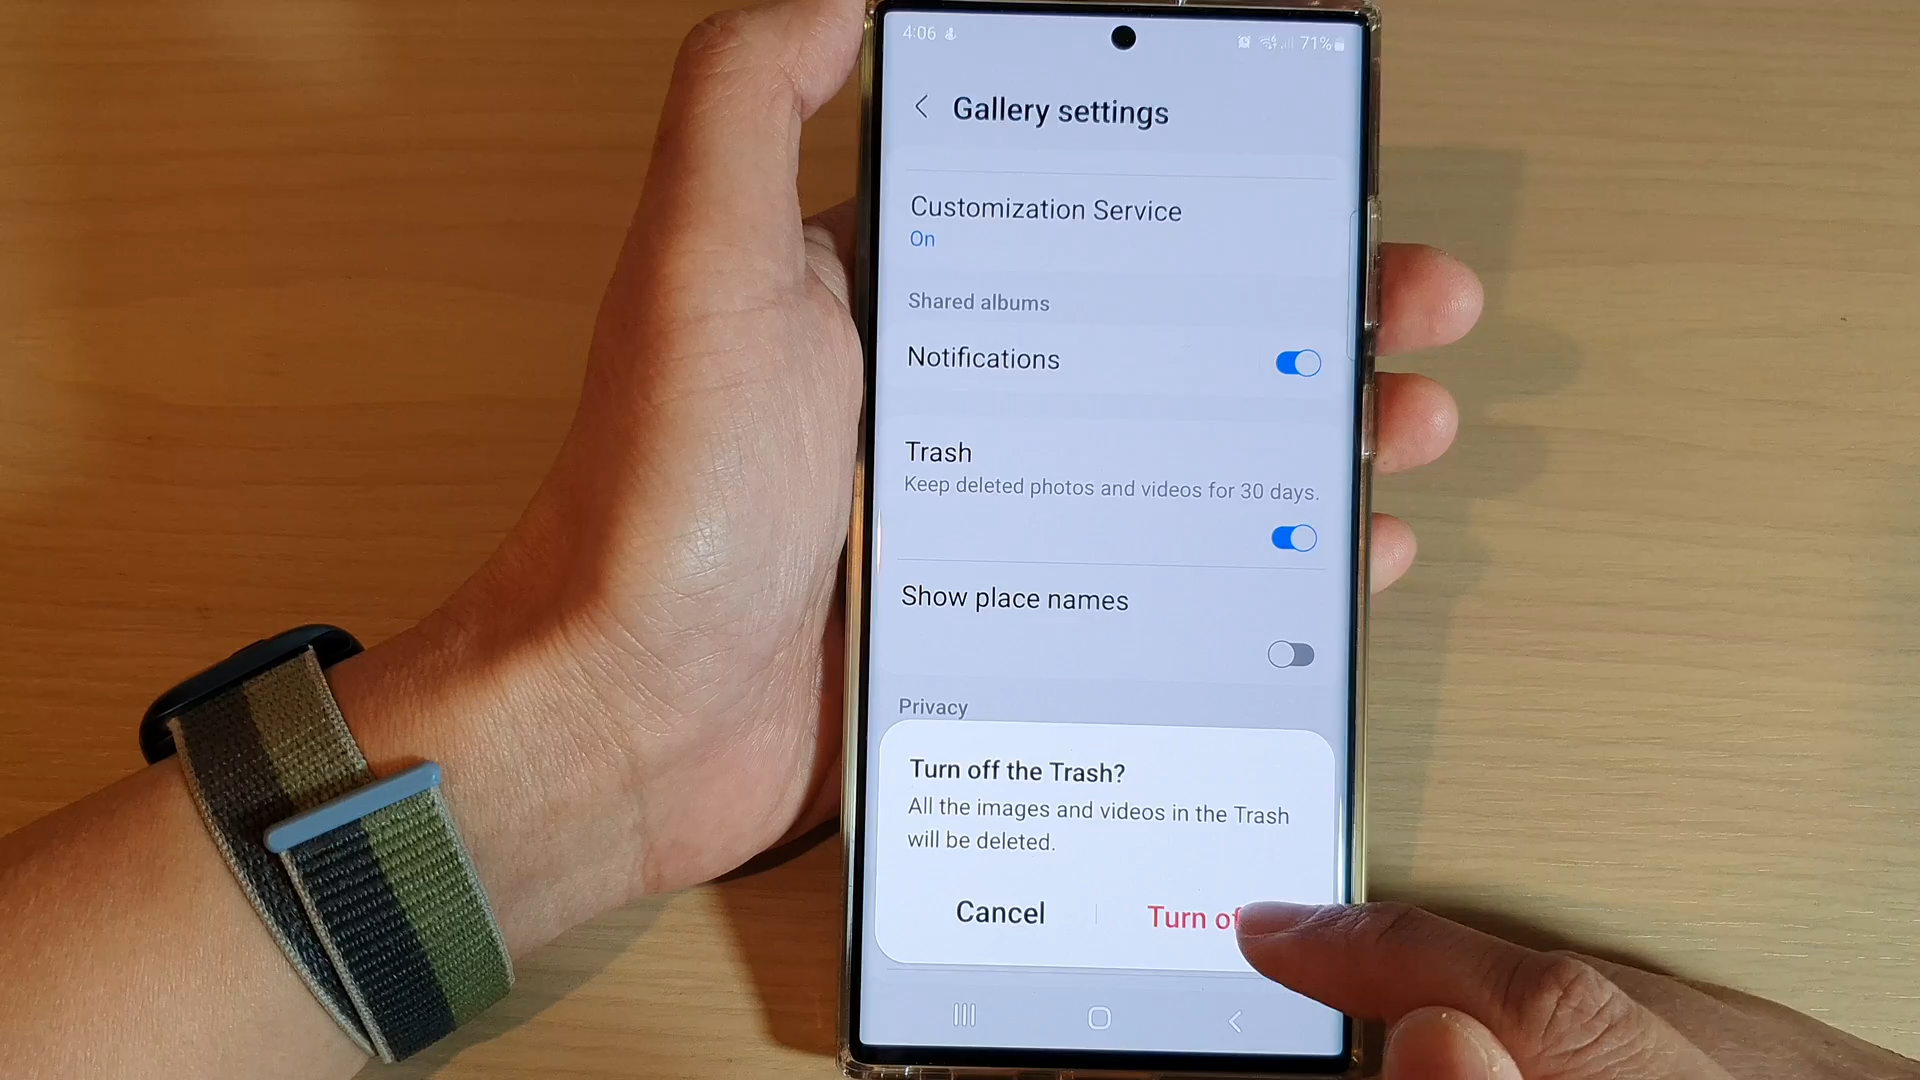 4:06
71%
Gallery settings
Customization Service
On
Shared albums
Notifications
Trash
Keep deleted photos and videos for 30 days.
Show place names
Privacy
Turn off the Trash?
All the images and videos in the Trash
will be deleted.
Cancel
Turn of